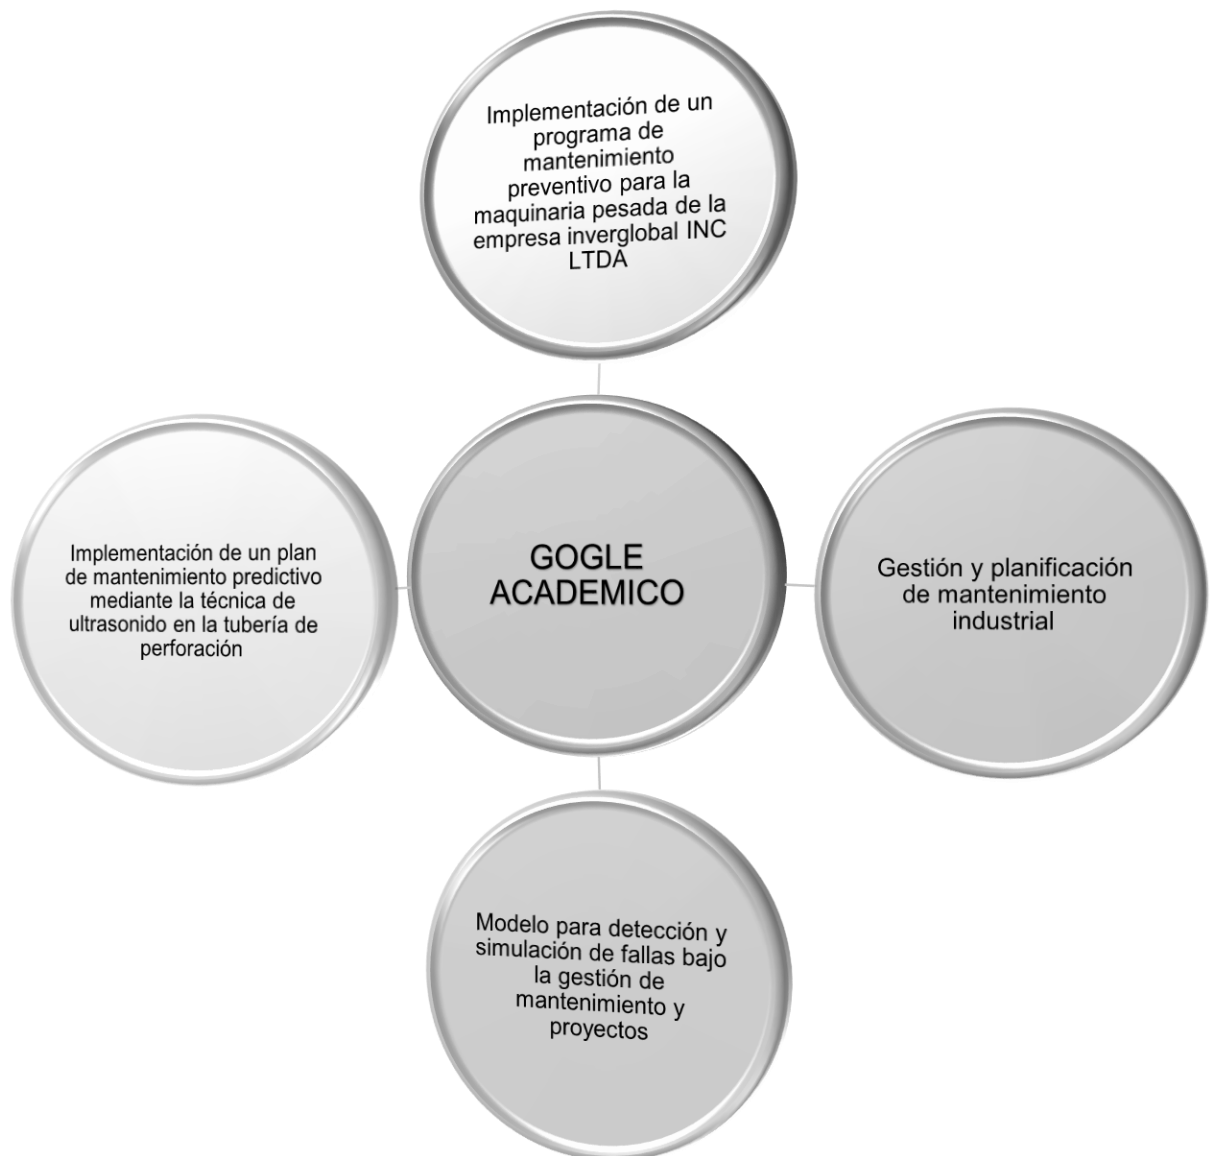 Implementación de un
programa de
mantenimiento
preventivo para la
maquinaria pesada de la
empresa inverglobal INC
LTDA
Implementación de un plan
de mantenimiento predictivo
mediante la técnica de
ultrasonido en la tubería de
perforación
GOGLE
ACADEMICO
Gestión y planificación
de mantenimiento
industrial
Modelo para detección y
simulación de fallas bajo
la gestión de
mantenimiento y
proyectos